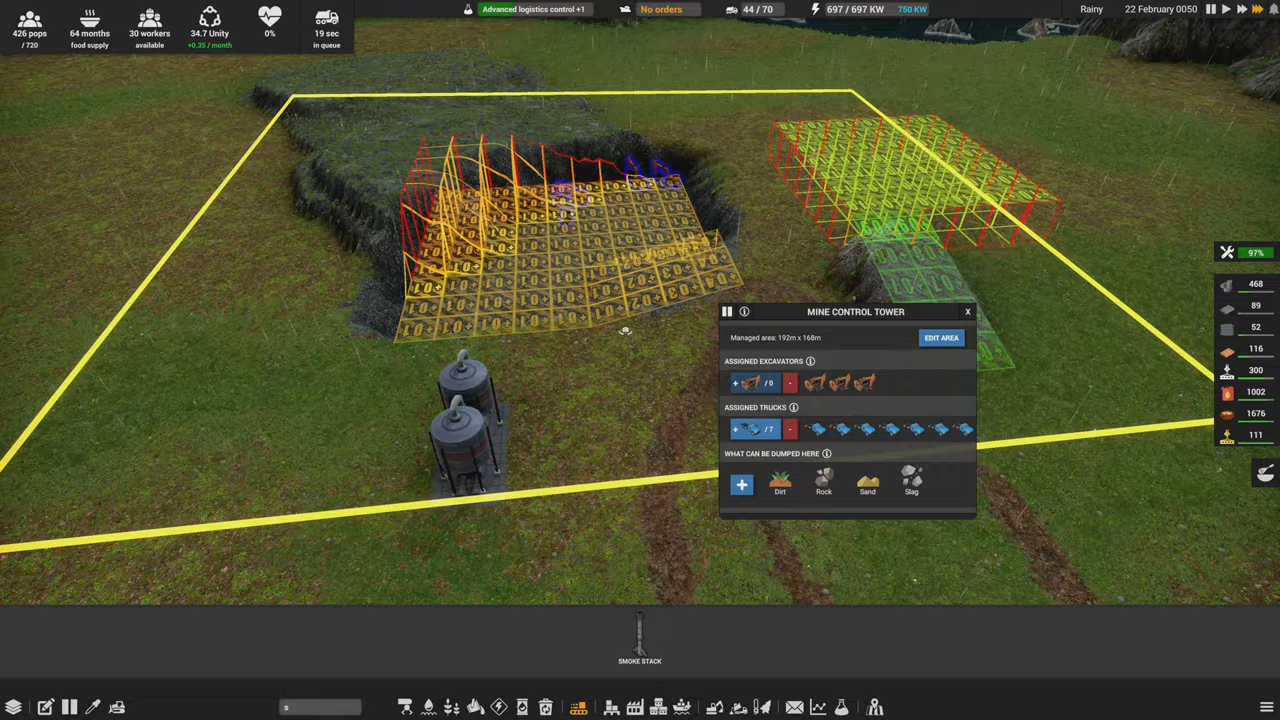 426 pops
/ 720
64 months
food supply
30 workers
available
34.7 Unity
+0.35 / month
0%
19 sec
in queue
Advanced logistics control +1
No orders
44 / 70
697 / 697 KW
750 KW
Rainy
22 February 0050
97%
468
89
52
116
300
1002
1676
111
MINE CONTROL TOWER
x
Managed area: 192m x 168m
EDIT AREA
ASSIGNED EXCAVATORS
+ / 0
-
ASSIGNED TRUCKS
+ / 7
-
WHAT CAN BE DUMPED HERE
+
Dirt
Rock
Sand
Slag
SMOKE STACK
s